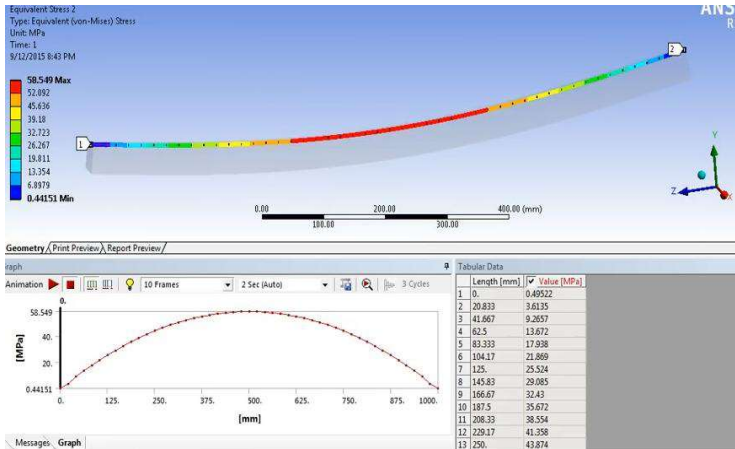 Equivalent Stress 2
Type: Equivalent (von-Mises) Stress
Unit: MPa
Time: 1
9/12/2015 8:43 PM
58.549 Max
52.092
45.636
39.18
32.723
26.267
19.811
13.354
6.8979
0.44151 Min
ANS
R
1
2
Y
Z
X
0.00 200.00 400.00 (mm)
100.00 300.00
Geometry Print Preview Report Preview
raph
Animation 10 Frames 2 Sec (Auto) 3 Cycles
0.
58.549
40.
20.
0.44151
[MPa]
0. 125. 250. 375. 500. 625. 750. 875. 1000.
[mm]
Messages Graph
Tabular Data
Length [mm] Value [MPa]
1 0. 0.49522
2 20.833 3.6135
3 41.667 9.2657
4 62.5 13.672
5 83.333 17.938
6 104.17 21.869
7 125. 25.524
8 145.83 29.085
9 166.67 32.43
10 187.5 35.672
11 208.33 38.554
12 229.17 41.358
13 250. 43.874